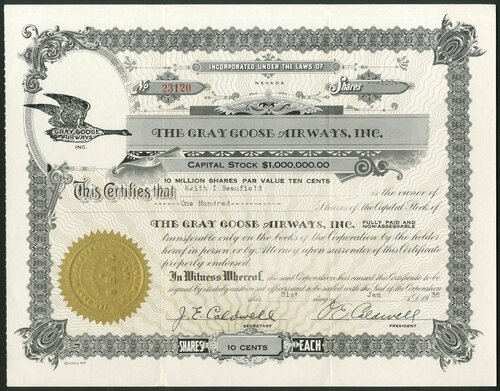 INCORPORATED UNDER THE LAWS OF
NEVADA
No 23120
Shares
GRAY GOOSE
AIRWAYS
INC.
THE GRAY GOOSE AIRWAYS, INC.
CAPITAL STOCK $1,000,000.00
10 MILLION SHARES PAR VALUE TEN CENTS
This Certifies that Keith I Beenfield is the owner of
One Hundred Shares of the Capital Stock of
THE GRAY GOOSE AIRWAYS, INC. FULLY PAID AND NON-ASSESSABLE
transferable only on the books of the Corporation by the holder
hereof in person or by Attorney, upon surrender of this Certificate
properly endorsed.
In Witness Whereof, the said Corporation has caused this Certificate to be
signed by its duly authorized officers and to be sealed with the Seal of the Corporation
this 31st day of Jan A.D. 1938
J. E. Caldwell
SECRETARY
PRESIDENT
SHARES 10 CENTS EACH